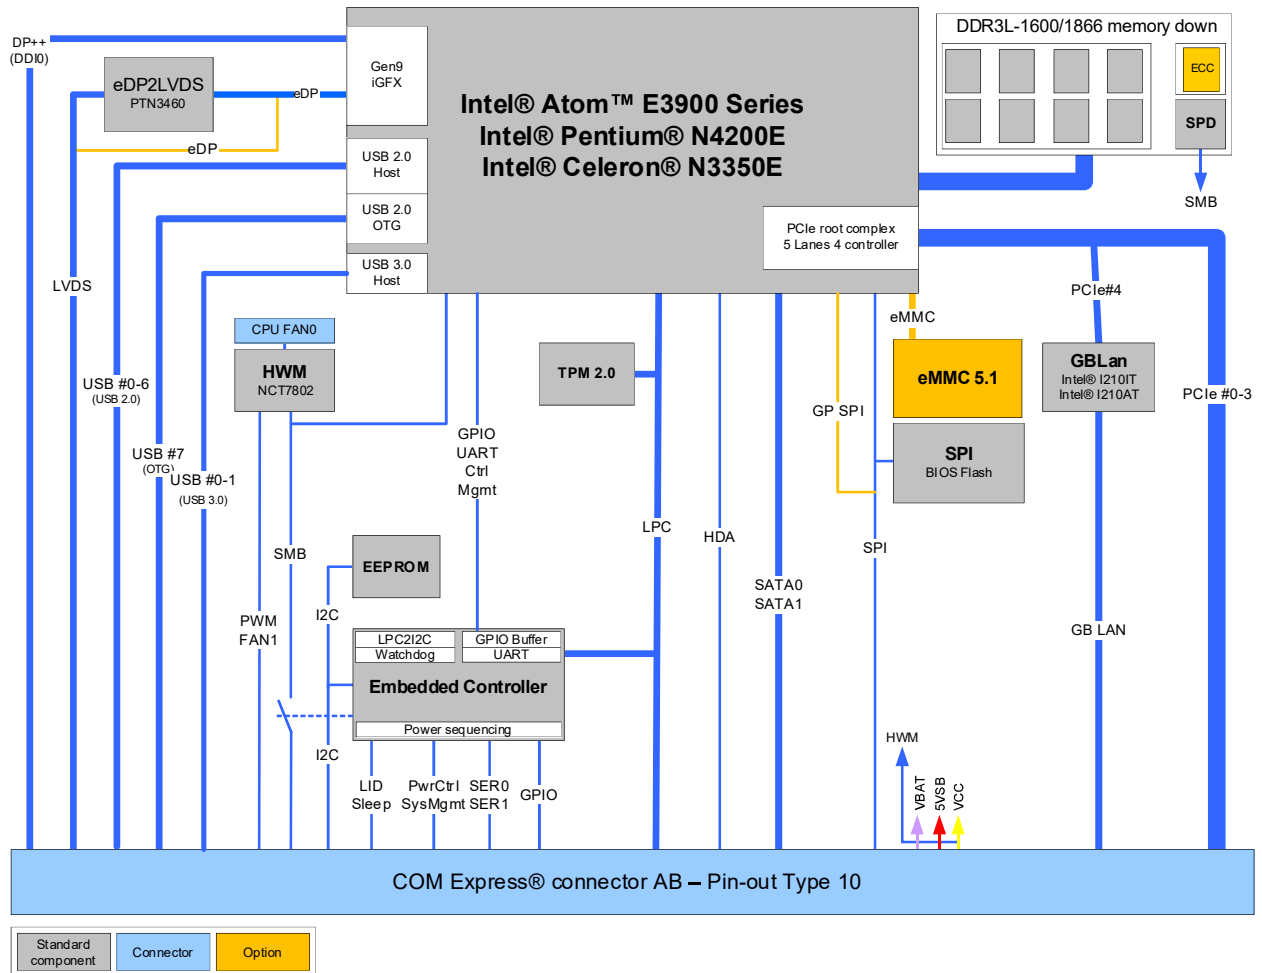 DP++
(DDI0)
eDP2LVDS
PTN3460
eDP
eDP
Gen9
iGFX
USB 2.0
Host
USB 2.0
OTG
USB 3.0
Host
Intel® Atom™ E3900 Series
Intel® Pentium® N4200E
Intel® Celeron® N3350E
PCIe root complex
5 Lanes 4 controller
DDR3L-1600/1866 memory down
ECC
SPD
SMB
LVDS
USB #0-6
(USB 2.0)
USB #7
(OTG)
USB #0-1
(USB 3.0)
CPU FAN0
HWM
NCT7802
GPIO
UART
Ctrl
Mgmt
TPM 2.0
eMMC
eMMC 5.1
GP SPI
SPI
BIOS Flash
PCIe#4
GBLan
Intel® I210IT
Intel® I210AT
PCIe #0-3
SMB
PWM
FAN1
EEPROM
I2C
LPC
HDA
SATA0
SATA1
SPI
GB LAN
LPC2I2C
Watchdog
GPIO Buffer
UART
Embedded Controller
Power sequencing
I2C
LID
Sleep
PwrCtrl
SysMgmt
SER0
SER1
GPIO
HWM
VBAT
5VSB
VCC
COM Express® connector AB – Pin-out Type 10
Standard
component
Connector
Option